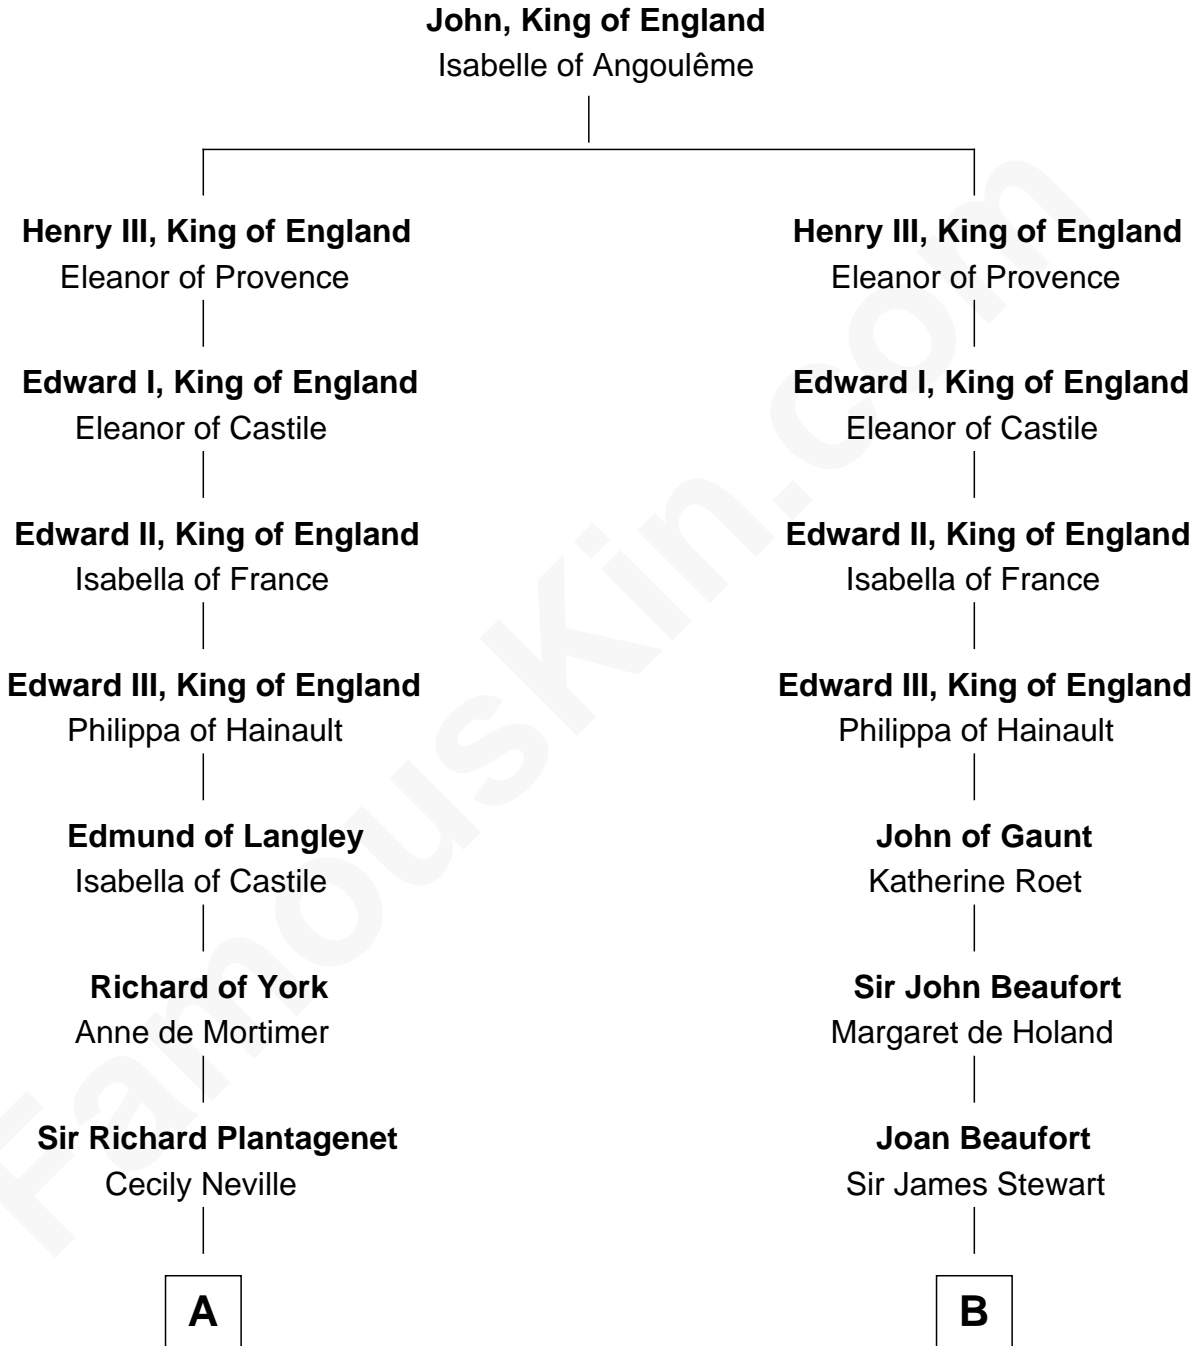 John, King of England
Isabelle of Angoulême
Henry III, King of England
Eleanor of Provence
Edward I, King of England
Eleanor of Castile
Edward II, King of England
Isabella of France
Edward III, King of England
Philippa of Hainault
Edmund of Langley
Isabella of Castile
Richard of York
Anne de Mortimer
Sir Richard Plantagenet
Cecily Neville
A
Henry III, King of England
Eleanor of Provence
Edward I, King of England
Eleanor of Castile
Edward II, King of England
Isabella of France
Edward III, King of England
Philippa of Hainault
John of Gaunt
Katherine Roet
Sir John Beaufort
Margaret de Holand
Joan Beaufort
Sir James Stewart
B
FamousKin.com